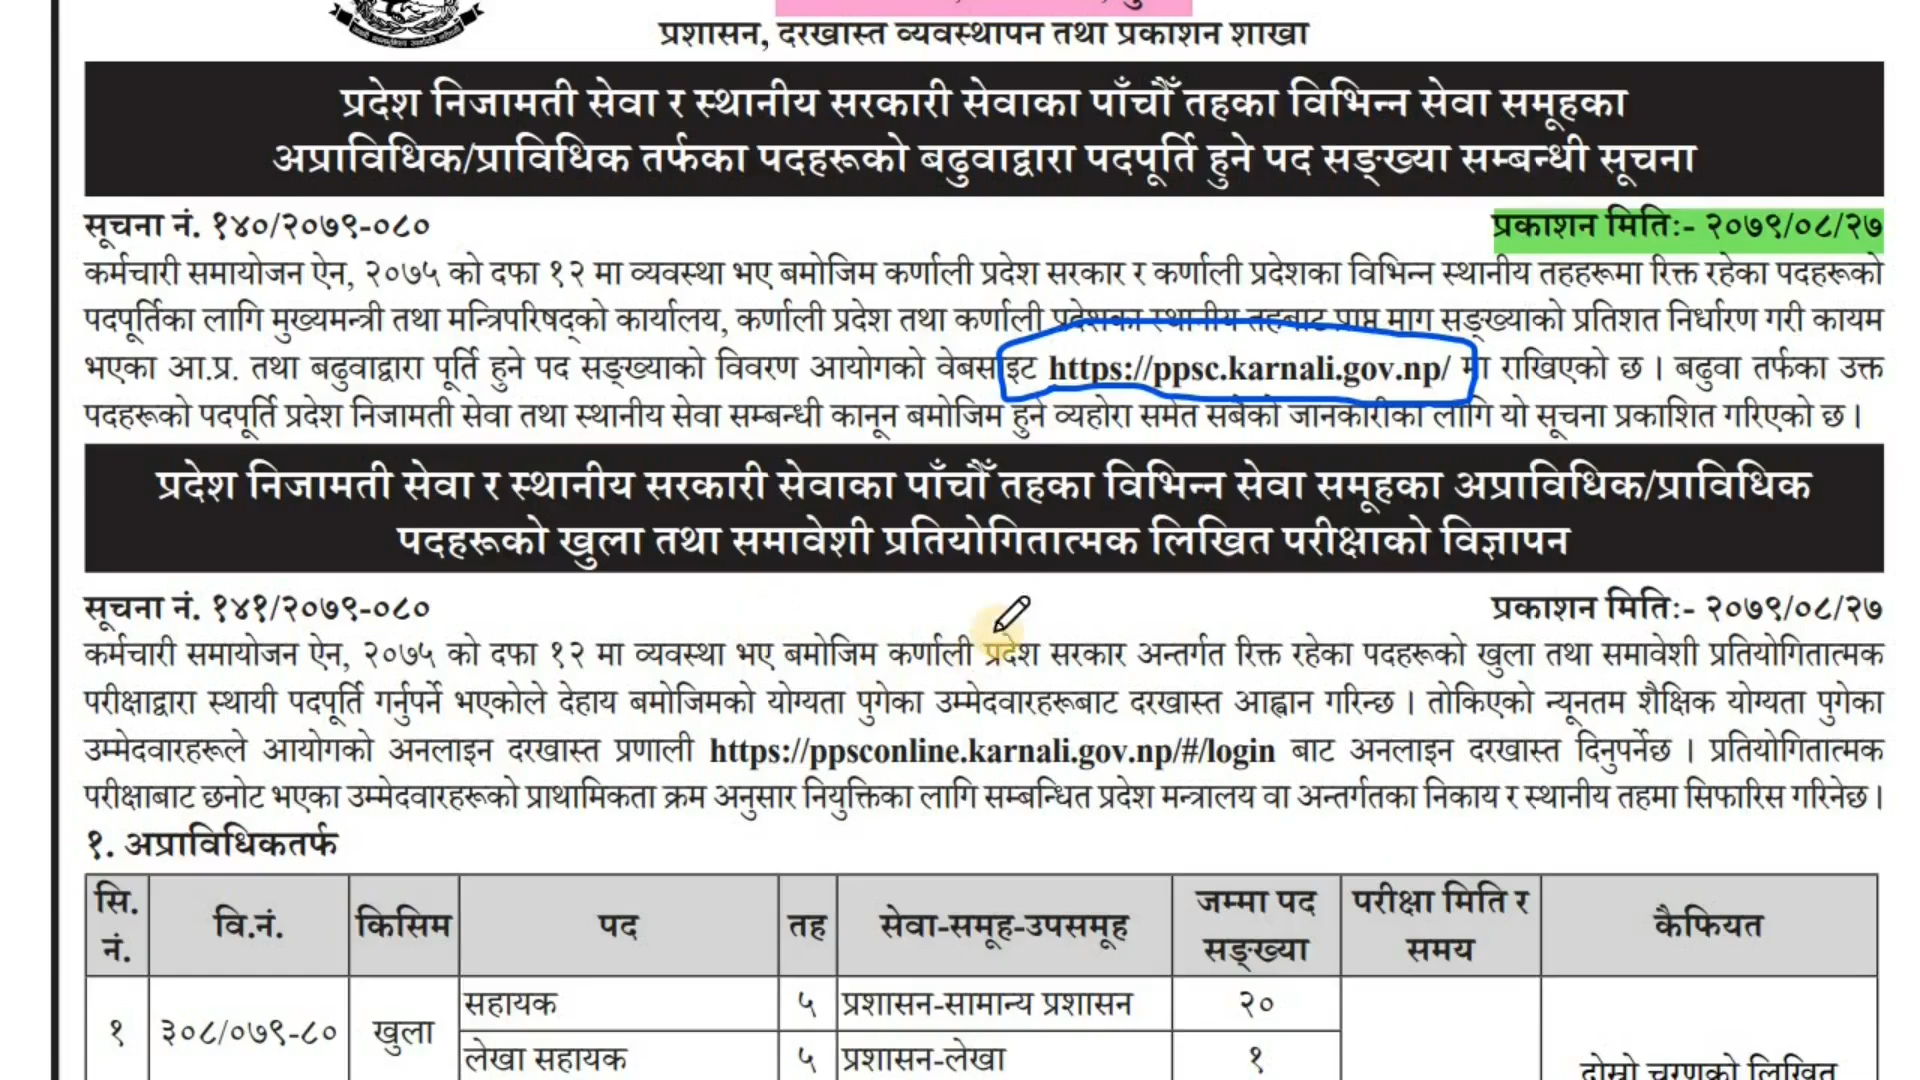 प्रशासन, दरखास्त व्यवस्थापन तथा प्रकाशन शाखा
प्रदेश निजामती सेवा र स्थानीय सरकारी सेवाका पाँचौँ तहका विभिन्न सेवा समूहका
अप्राविधिक/प्राविधिक तर्फका पदहरूको बढुवाद्वारा पदपूर्ति हुने पद सङ्ख्या सम्बन्धी सूचना
सूचना नं. १४०/२०७९-०८० प्रकाशन मितिः- २०७९/०८/२७
कर्मचारी समायोजन ऐन, २०७५ को दफा १२ मा व्यवस्था भए बमोजिम कर्णाली प्रदेश सरकार र कर्णाली प्रदेशका विभिन्न स्थानीय तहहरूमा रिक्त रहेका पदहरूको
पदपूर्तिका लागि मुख्यमन्त्री तथा मन्त्रिपरिषद्को कार्यालय, कर्णाली प्रदेश तथा कर्णाली प्रदेशका स्थानीय तहबाट प्राप्त माग सङ्ख्याको प्रतिशत निर्धारण गरी कायम
भएका आ.प्र. तथा बढुवाद्वारा पूर्ति हुने पद सङ्ख्याको विवरण आयोगको वेबसाइट https://ppsc.karnali.gov.np/ मा राखिएको छ । बढुवा तर्फका उक्त
पदहरूको पदपूर्ति प्रदेश निजामती सेवा तथा स्थानीय सेवा सम्बन्धी कानून बमोजिम हुने व्यहोरा समेत सबैको जानकारीका लागि यो सूचना प्रकाशित गरिएको छ ।
प्रदेश निजामती सेवा र स्थानीय सरकारी सेवाका पाँचौँ तहका विभिन्न सेवा समूहका अप्राविधिक/प्राविधिक
पदहरूको खुला तथा समावेशी प्रतियोगितात्मक लिखित परीक्षाको विज्ञापन
सूचना नं. १४१/२०७९-०८० प्रकाशन मितिः- २०७९/०८/२७
कर्मचारी समायोजन ऐन, २०७५ को दफा १२ मा व्यवस्था भए बमोजिम कर्णाली प्रदेश सरकार अन्तर्गत रिक्त रहेका पदहरूको खुला तथा समावेशी प्रतियोगितात्मक
परीक्षाद्वारा स्थायी पदपूर्ति गर्नुपर्ने भएकोले देहाय बमोजिमको योग्यता पुगेका उम्मेदवारहरूबाट दरखास्त आह्वान गरिन्छ । तोकिएको न्यूनतम शैक्षिक योग्यता पुगेका
उम्मेदवारहरूले आयोगको अनलाइन दरखास्त प्रणाली https://ppsconline.karnali.gov.np/#/login बाट अनलाइन दरखास्त दिनुपर्नेछ । प्रतियोगितात्मक
परीक्षाबाट छनोट भएका उम्मेदवारहरूको प्राथामिकता क्रम अनुसार नियुक्तिका लागि सम्बन्धित प्रदेश मन्त्रालय वा अन्तर्गतका निकाय र स्थानीय तहमा सिफारिस गरिनेछ ।
१. अप्राविधिकतर्फ
सि. नं. वि.नं. किसिम पद तह सेवा-समूह-उपसमूह जम्मा पद सङ्ख्या परीक्षा मिति र समय कैफियत
१ ३०८/०७९-८० खुला सहायक ५ प्रशासन-सामान्य प्रशासन २०
लेखा सहायक ५ प्रशासन-लेखा १
दोस्रो चरणको लिखित